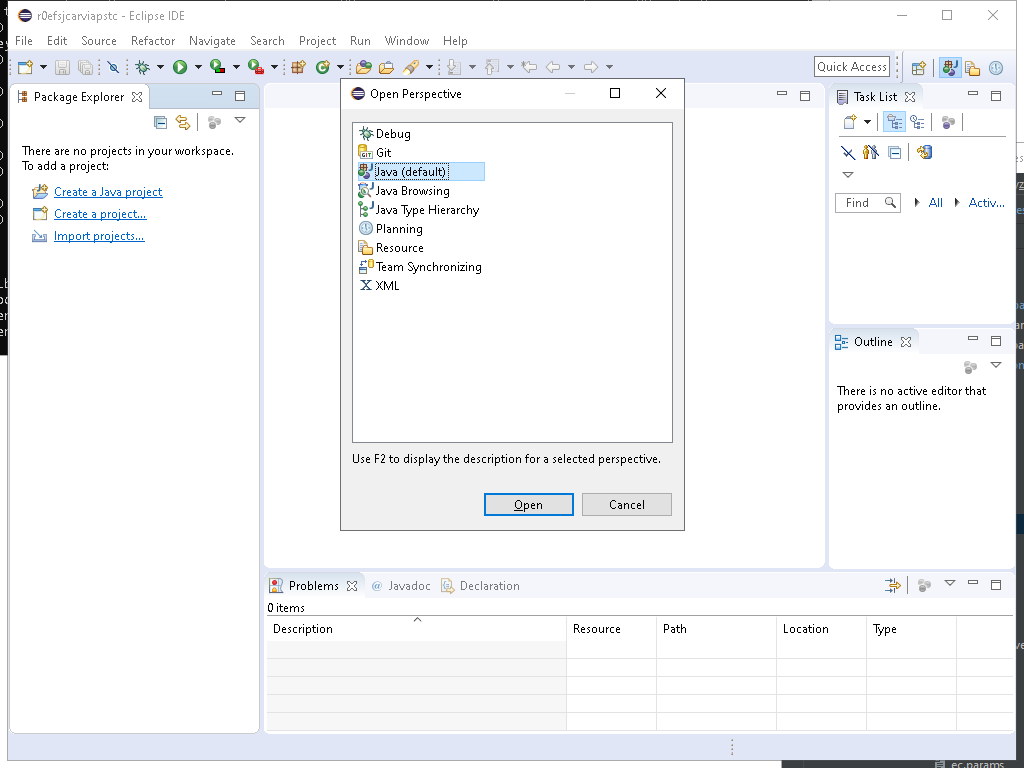 r0efsjcarviapstc - Eclipse IDE
File Edit Source Refactor Navigate Search Project Run Window Help
Quick Access
Package Explorer
There are no projects in your workspace.
To add a project:
Create a Java project
Create a project...
Import projects...
Open Perspective
Debug
GIT
Git
Java (default)
Java Browsing
Java Type Hierarchy
Planning
Resource
Team Synchronizing
XML
Use F2 to display the description for a selected perspective.
Open Cancel
Task List
Find All Activ...
Outline
There is no active editor that
provides an outline.
Problems @ Javadoc Declaration
0 items
Description Resource Path Location Type
ec.params